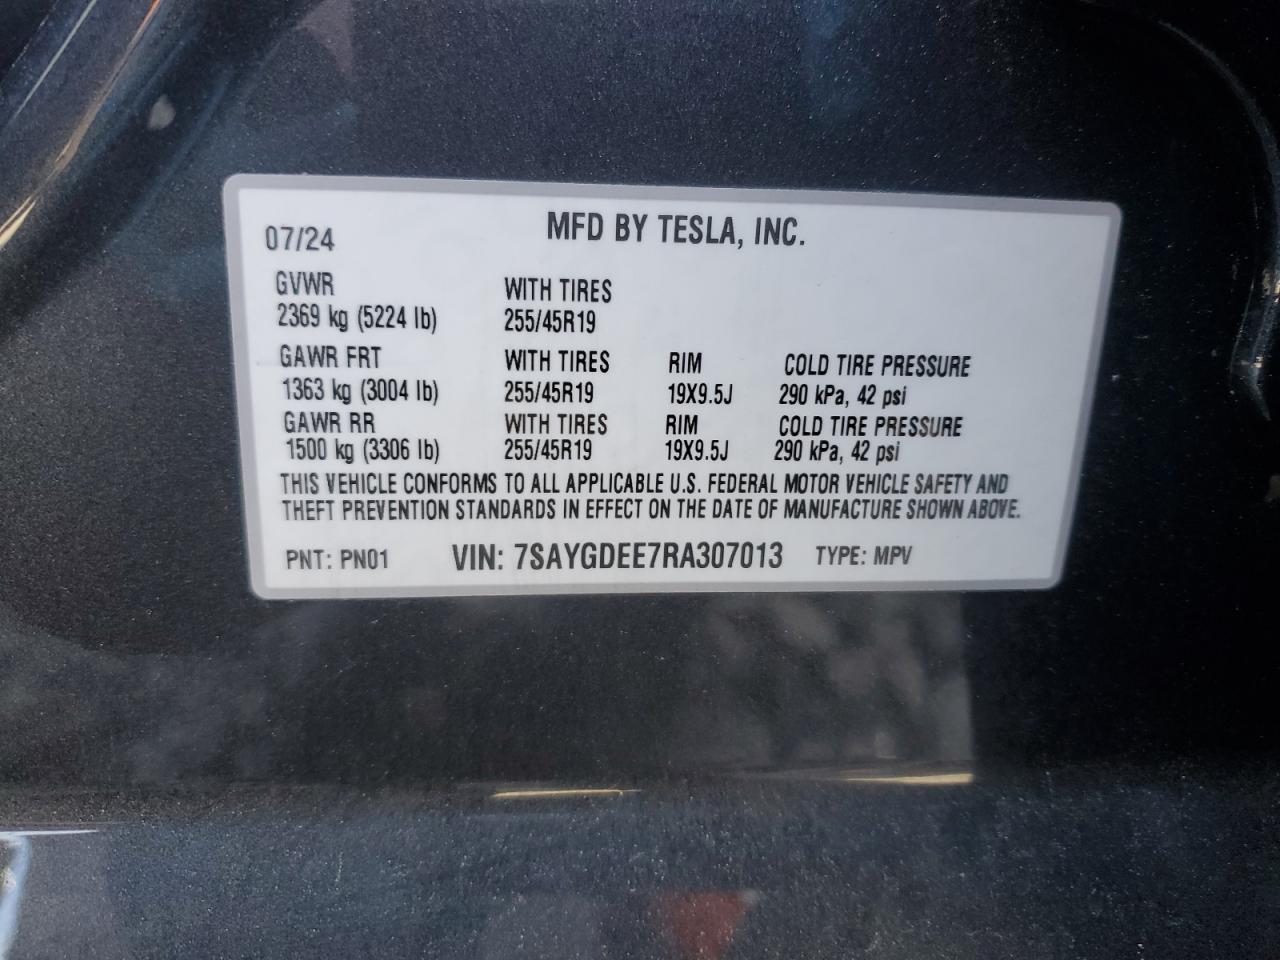 07/24 MFD BY TESLA, INC.
GVWR WITH TIRES
2369 kg (5224 lb) 255/45R19
GAWR FRT WITH TIRES RIM COLD TIRE PRESSURE
1363 kg (3004 lb) 255/45R19 19X9.5J 290 kPa, 42 psi
GAWR RR WITH TIRES RIM COLD TIRE PRESSURE
1500 kg (3306 lb) 255/45R19 19X9.5J 290 kPa, 42 psi
THIS VEHICLE CONFORMS TO ALL APPLICABLE U.S. FEDERAL MOTOR VEHICLE SAFETY AND
THEFT PREVENTION STANDARDS IN EFFECT ON THE DATE OF MANUFACTURE SHOWN ABOVE.
PNT: PN01 VIN: 7SAYGDEE7RA307013 TYPE: MPV